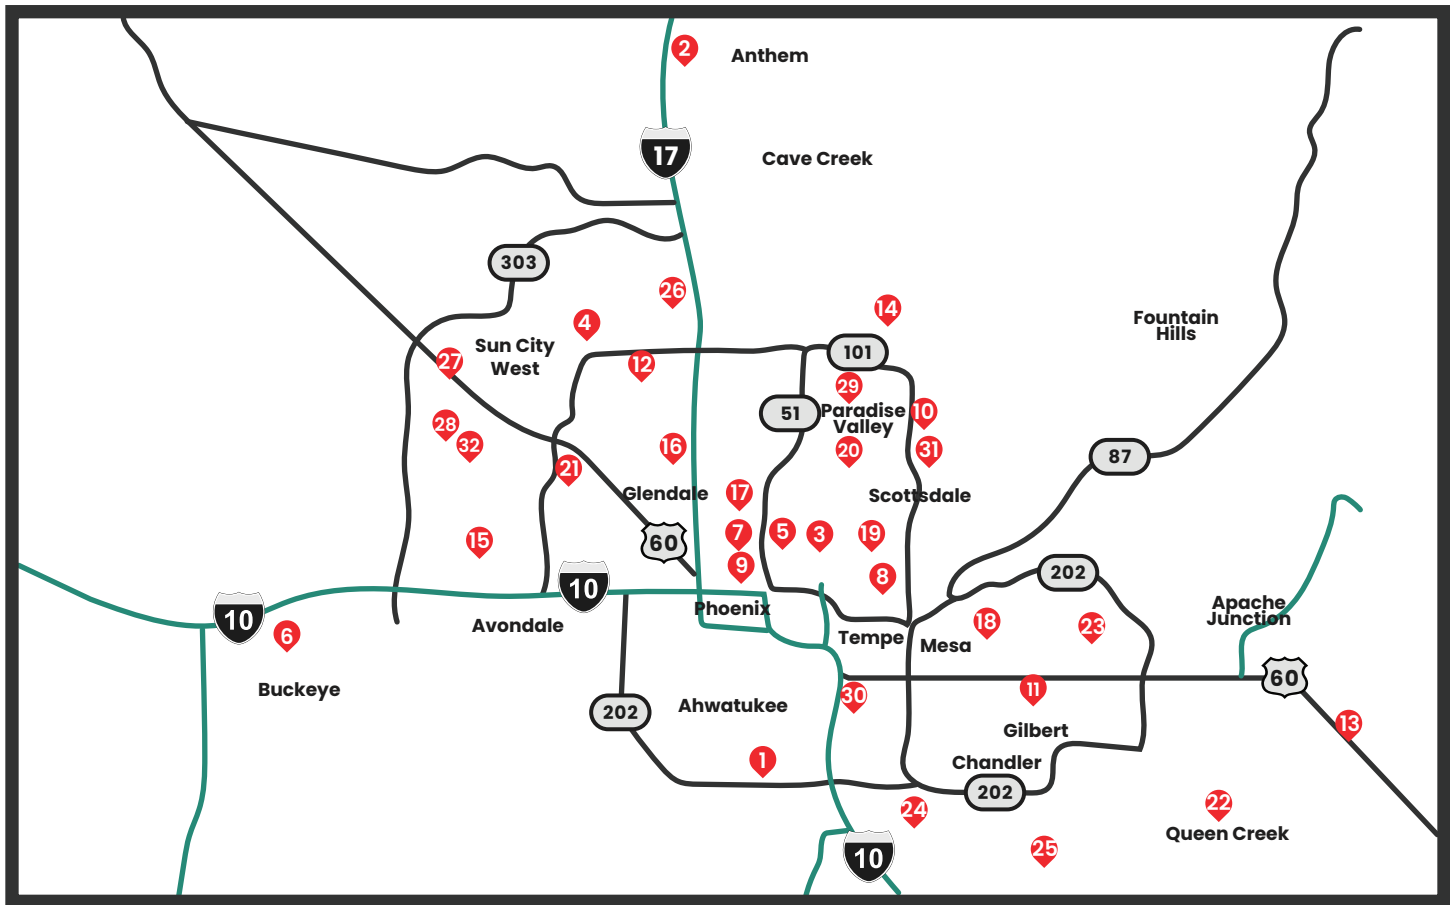 2
Anthem
17
Cave Creek
303
26
14
4
Fountain
Hills
Sun City
West
27
12
101
29
51
Paradise
Valley
10
28
32
16
20
31
87
21
Glendale
17
Scottsdale
15
60
7
5
3
19
9
8
202
10
10
6
Phoenix
Avondale
Tempe
Mesa
18
23
Apache
Junction
Buckeye
60
30
11
202
Ahwatukee
Gilbert
13
1
Chandler
202
24
22
Queen Creek
25
10